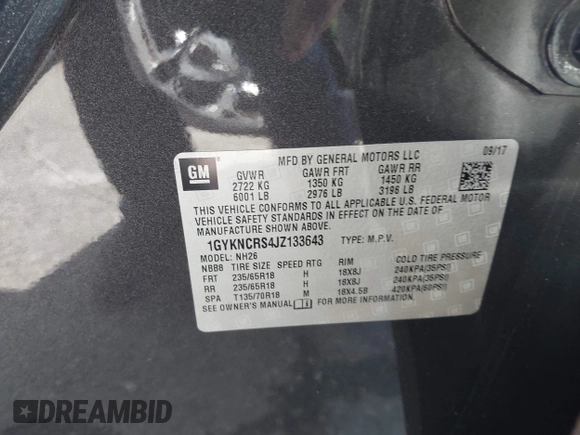 GM
MFD BY GENERAL MOTORS LLC
09/17
GVWR GAWR FRT GAWR RR
2722 KG 1350 KG 1450 KG
6001 LB 2976 LB 3196 LB
THIS VEHICLE CONFORMS TO ALL APPLICABLE U.S. FEDERAL MOTOR
VEHICLE SAFETY STANDARDS IN EFFECT ON THE DATE OF
MANUFACTURE SHOWN ABOVE.
1GYKNCRS4JZ133643 TYPE: M.P.V.
MODEL: NH26
NBB8 TIRE SIZE SPEED RTG RIM COLD TIRE PRESSURE
FRT 235/65R18 H 18X8J 240KPA(35PSI)
RR 235/65R18 H 18X8J 240KPA(35PSI)
SPA T135/70R18 M 18X4.5B 420KPA(60PSI)
SEE OWNER'S MANUAL
DREAMBID